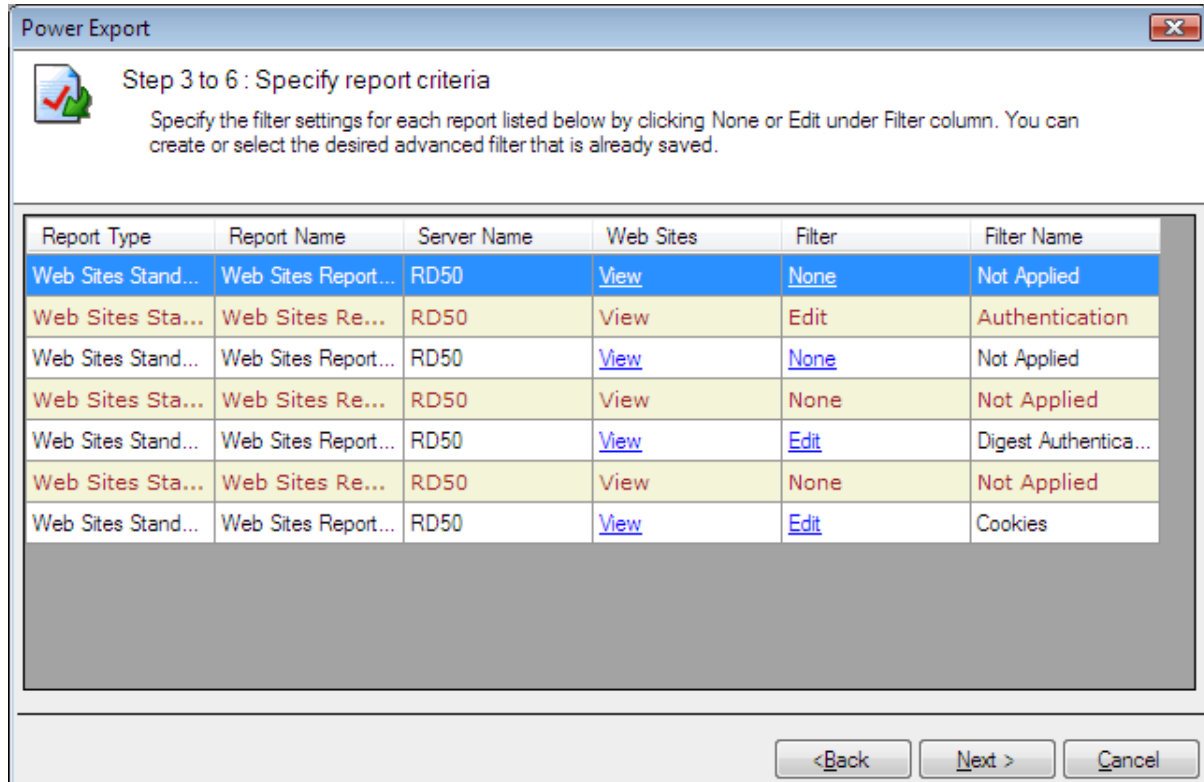 Power Export
Step 3 to 6 : Specify report criteria
Specify the filter settings for each report listed below by clicking None or Edit under Filter column. You can
create or select the desired advanced filter that is already saved.
Report Type Report Name Server Name Web Sites Filter Filter Name
Web Sites Stand... Web Sites Report... RD50 View None Not Applied
Web Sites Sta... Web Sites Re... RD50 View Edit Authentication
Web Sites Stand... Web Sites Report... RD50 View None Not Applied
Web Sites Sta... Web Sites Re... RD50 View None Not Applied
Web Sites Stand... Web Sites Report... RD50 View Edit Digest Authentica...
Web Sites Sta... Web Sites Re... RD50 View None Not Applied
Web Sites Stand... Web Sites Report... RD50 View Edit Cookies
<Back Next > Cancel